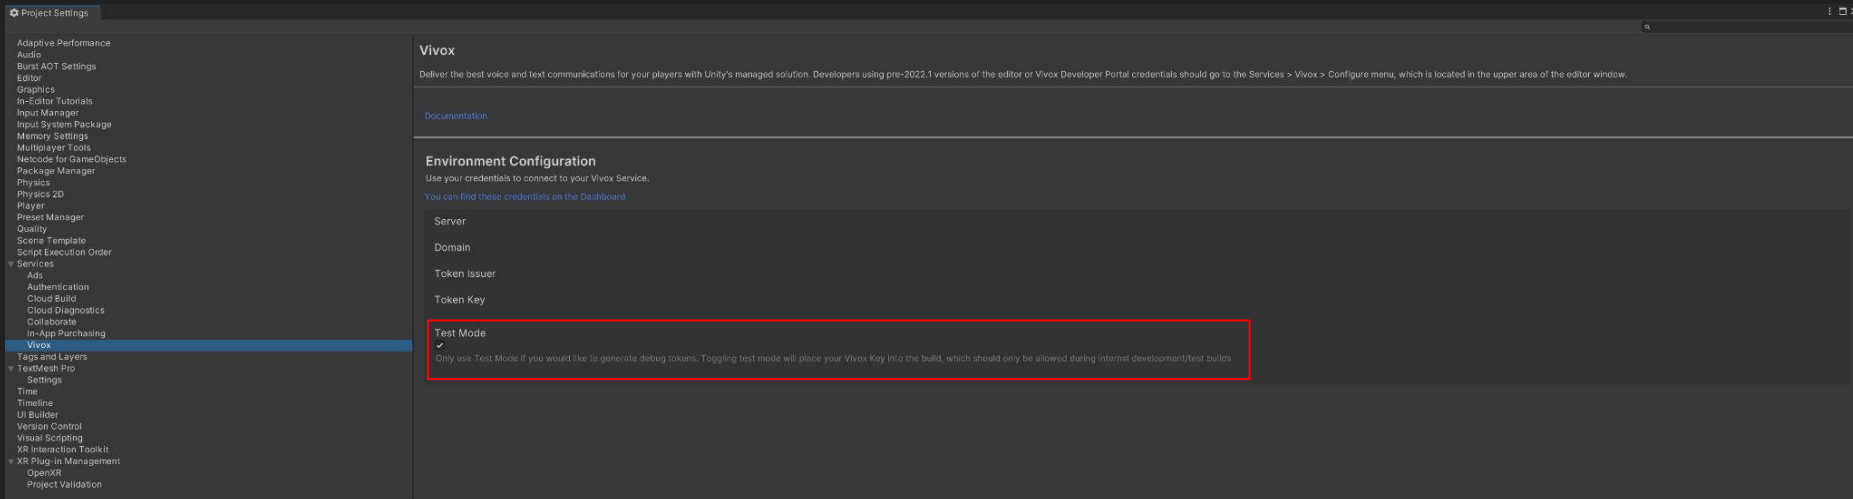 Project Settings
Adaptive Performance
Audio
Burst AOT Settings
Editor
Graphics
In-Editor Tutorials
Input Manager
Input System Package
Memory Settings
Multiplayer Tools
Netcode for GameObjects
Package Manager
Physics
Physics 2D
Player
Preset Manager
Quality
Scene Template
Script Execution Order
Services
Ads
Authentication
Cloud Build
Cloud Diagnostics
Collaborate
In-App Purchasing
Vivox
Tags and Layers
TextMesh Pro
Settings
Time
Timeline
UI Builder
Version Control
Visual Scripting
XR Interaction Toolkit
XR Plug-in Management
OpenXR
Project Validation
Vivox
Deliver the best voice and text communications for your players with Unity's managed solution. Developers using pre-2022.1 versions of the editor or Vivox Developer Portal credentials should go to the Services > Vivox > Configure menu, which is located in the upper area of the editor window.
Documentation
Environment Configuration
Use your credentials to connect to your Vivox Service.
You can find these credentials on the Dashboard
Server
Domain
Token Issuer
Token Key
Test Mode
Only use Test Mode if you would like to generate debug tokens. Toggling test mode will place your Vivox Key into the build, which should only be allowed during internal development/test builds